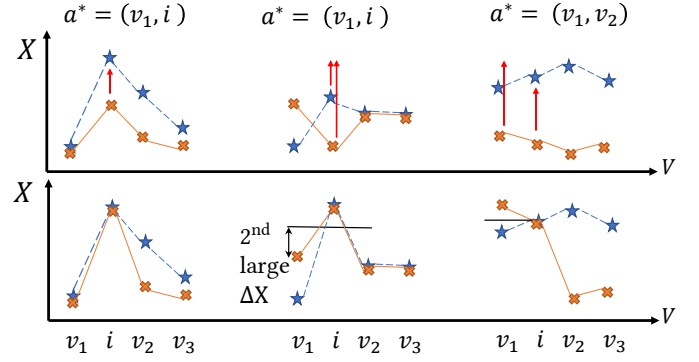 a* = (v₁, i)
a* = (v₁, i)
a* = (v₁, v₂)
X
V
X
2ⁿᵈ
large
ΔX
V
v₁ i v₂ v₃
v₁ i v₂ v₃
v₁ i v₂ v₃